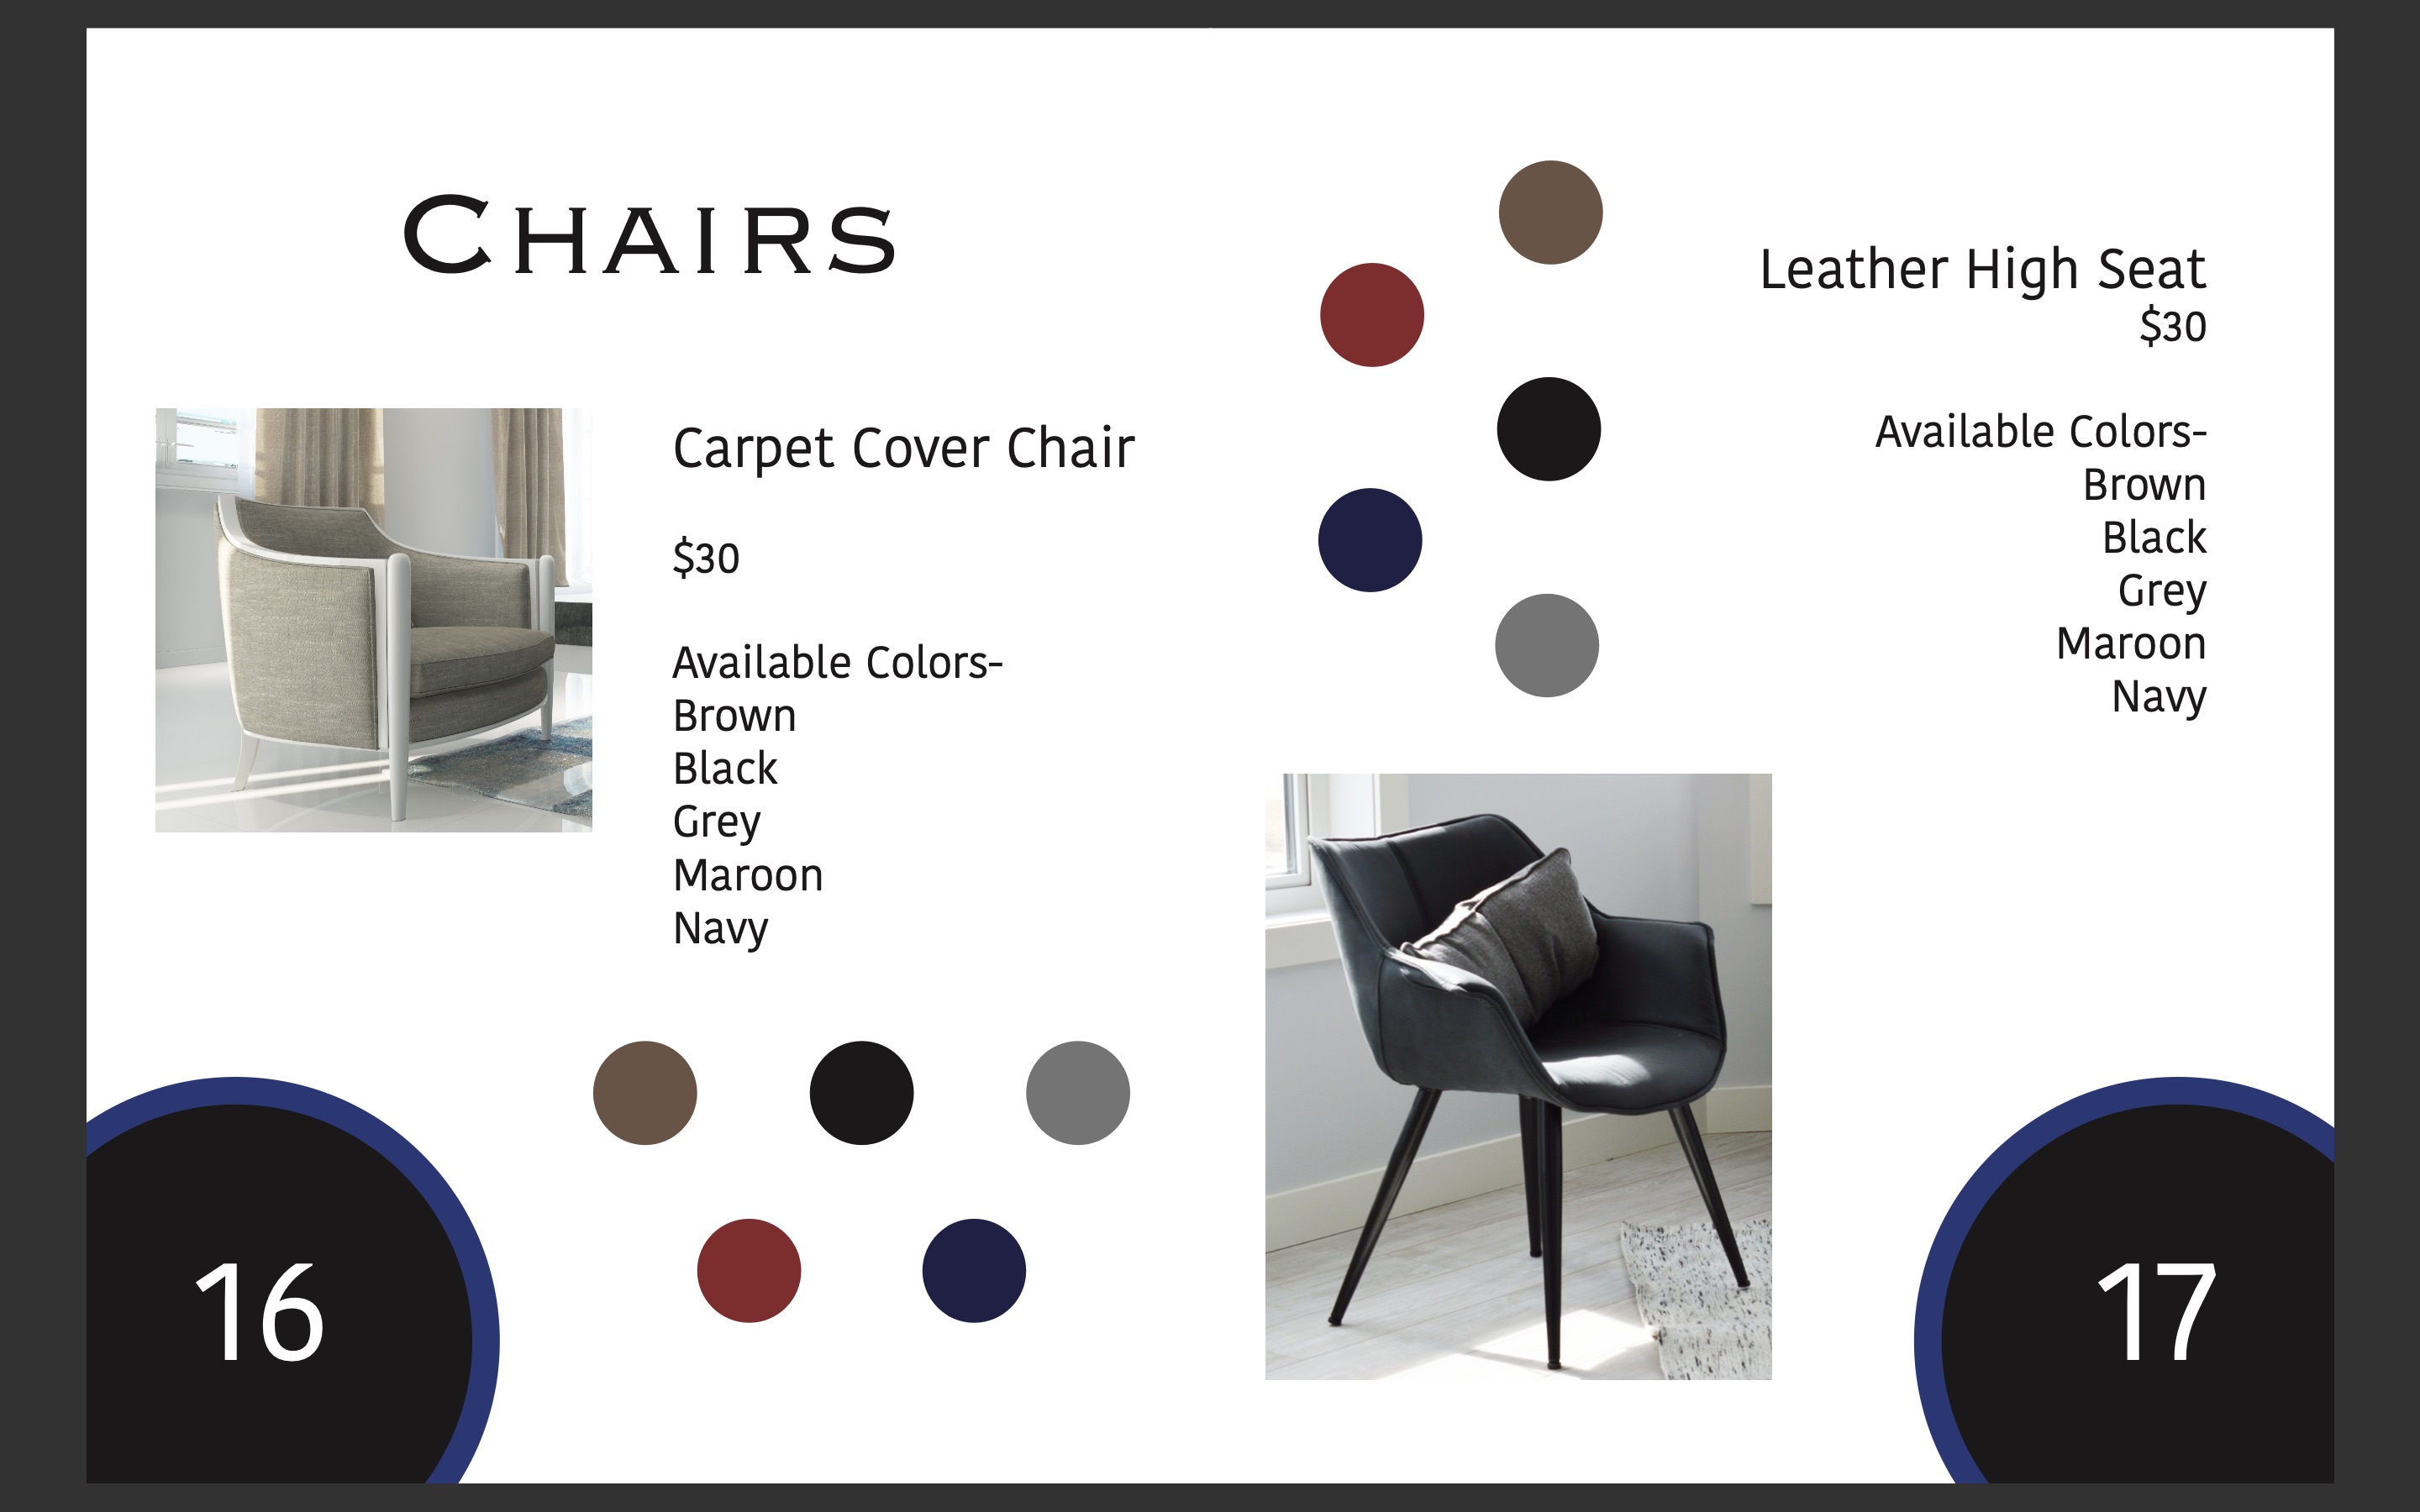 Chairs
Carpet Cover Chair
$30
Available Colors-
Brown
Black
Grey
Maroon
Navy
16
Leather High Seat
$30
Available Colors-
Brown
Black
Grey
Maroon
Navy
17